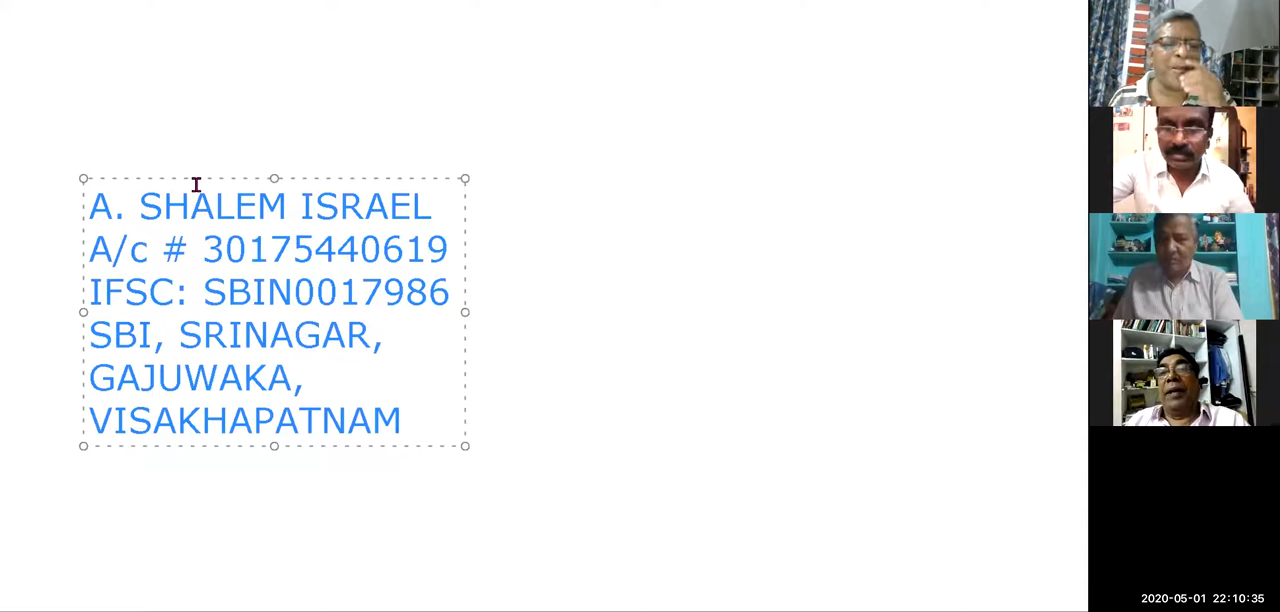 A. SHALEM ISRAEL
A/c # 30175440619
IFSC: SBIN0017986
SBI, SRINAGAR,
GAJUWAKA,
VISAKHAPATNAM
2020-05-01 22:10:35